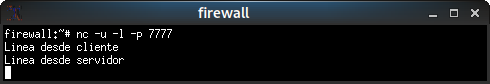 firewall
firewall:~# nc -u -l -p 7777
Linea desde cliente
Linea desde servidor